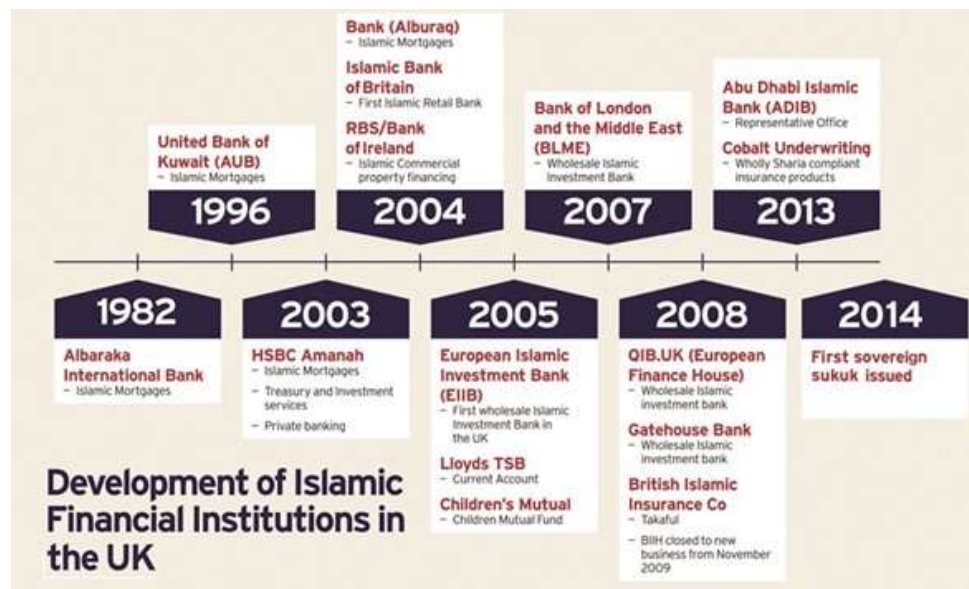 United Bank of
Kuwait (AUB)
– Islamic Mortgages
1996
Bank (Alburaq)
– Islamic Mortgages
Islamic Bank
of Britain
– First Islamic Retail Bank
RBS/Bank
of Ireland
– Islamic Commercial
property financing
2004
Bank of London
and the Middle East
(BLME)
– Wholesale Islamic
Investment Bank
2007
Abu Dhabi Islamic
Bank (ADIB)
– Representative Office
Cobalt Underwriting
– Wholly Sharia compliant
insurance products
2013
1982
Albaraka
International Bank
– Islamic Mortgages
2003
HSBC Amanah
– Islamic Mortgages
– Treasury and Investment
services
– Private banking
2005
European Islamic
Investment Bank
(EIIB)
– First wholesale Islamic
Investment Bank in
the UK
Lloyds TSB
– Current Account
Children's Mutual
– Children Mutual Fund
2008
QIB.UK (European
Finance House)
– Wholesale Islamic
investment bank
Gatehouse Bank
– Wholesale Islamic
investment bank
British Islamic
Insurance Co
– Takaful
– BIIH closed to new
business from November
2009
2014
First sovereign
sukuk issued
Development of Islamic
Financial Institutions in
the UK